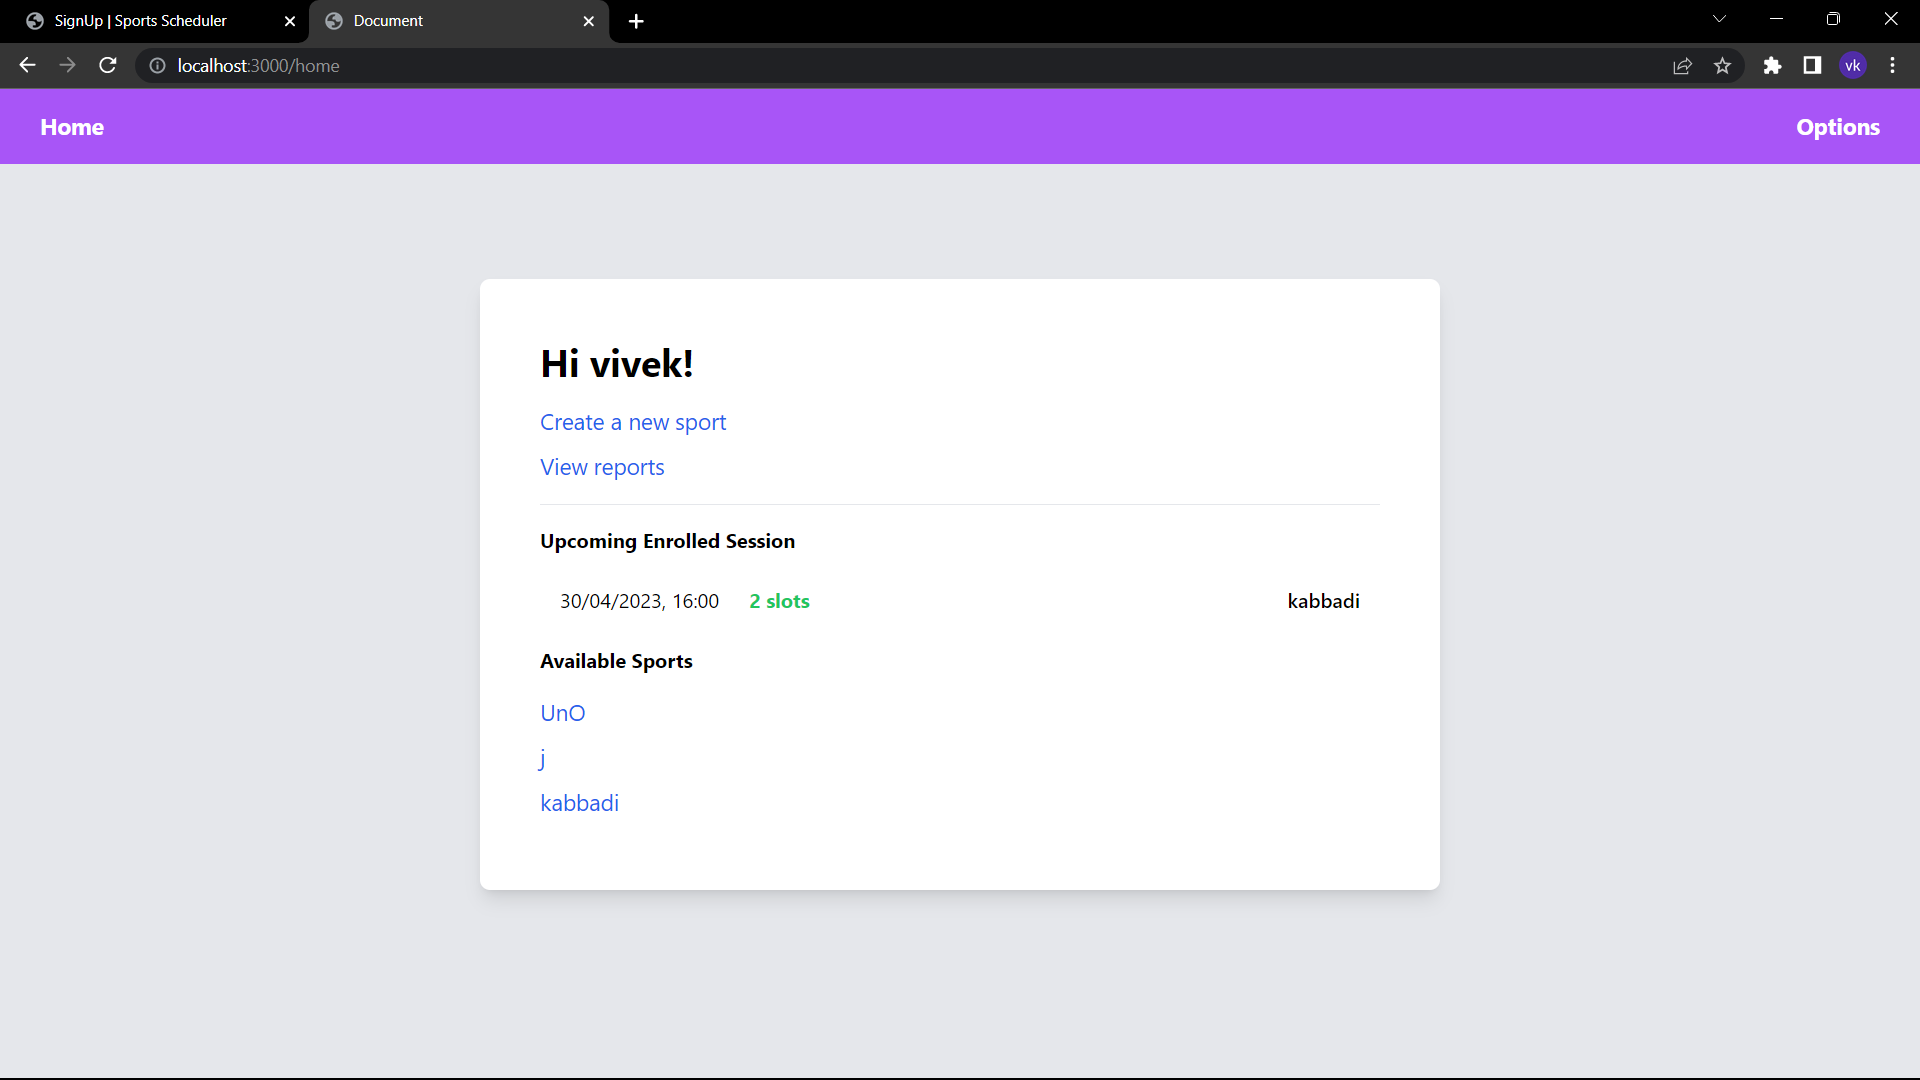 SignUp | Sports Scheduler
Document
localhost:3000/home
vk
Home
Options
Hi vivek!
Create a new sport
View reports
Upcoming Enrolled Session
30/04/2023, 16:00 2 slots kabbadi
Available Sports
UnO
j
kabbadi